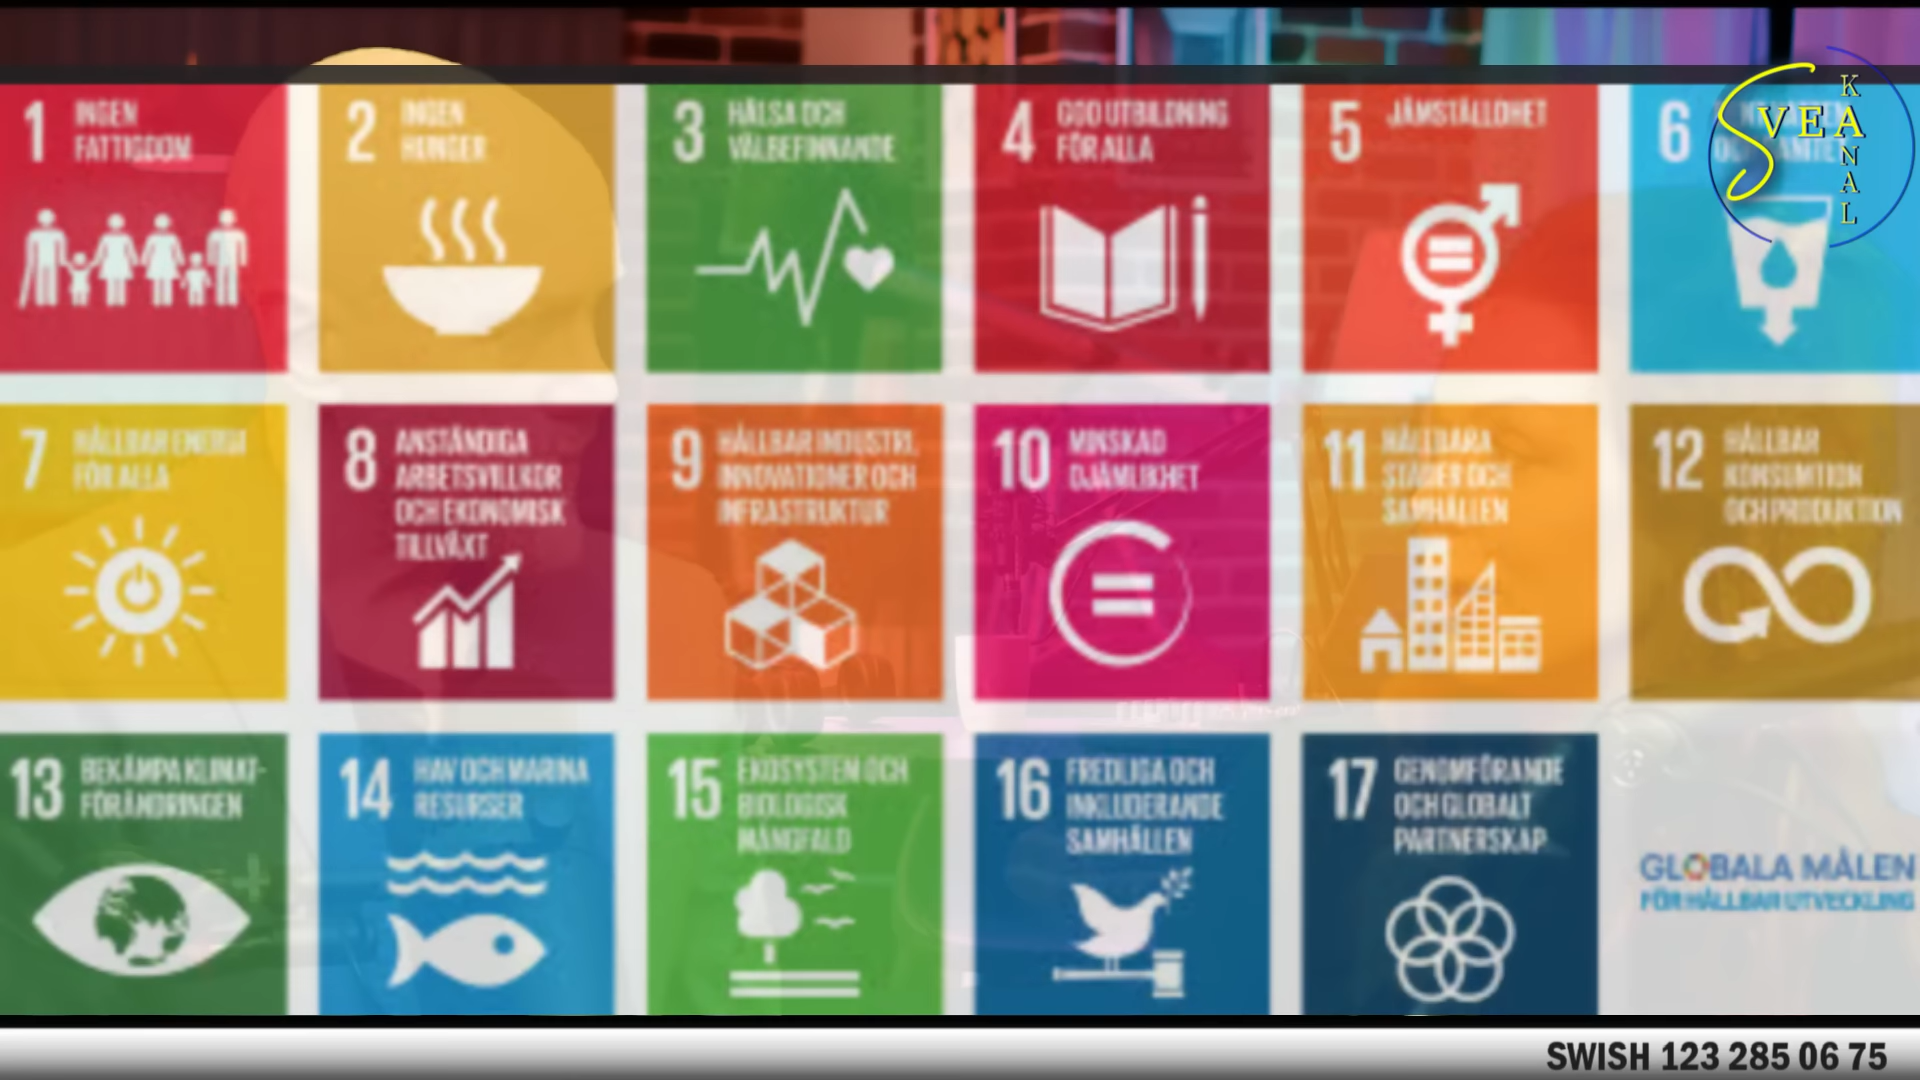 1 INGEN
FATTIGDOM
2 INGEN
HUNGER
3 HÄLSA OCH
VÄLBEFINNANDE
4 GOD UTBILDNING
FÖR ALLA
5 JÄMSTÄLLDHET
6
SVEA
KANAL
7 HÅLLBAR ENERGI
FÖR ALLA
8 ANSTÄNDIGA
ARBETSVILLKOR
OCH EKONOMISK
TILLVÄXT
9 HÅLLBAR INDUSTRI,
INNOVATIONER OCH
INFRASTRUKTUR
10 MINSKAD
OJÄMLIKHET
11 HÅLLBARA
STÄDER OCH
SAMHÄLLEN
12 HÅLLBAR
KONSUMTION
OCH PRODUKTION
13 BEKÄMPA KLIMAT-
FÖRÄNDRINGEN
14 HAV OCH MARINA
RESURSER
15 EKOSYSTEM OCH
BIOLOGISK
MÅNGFALD
16 FREDLIGA OCH
INKLUDERANDE
SAMHÄLLEN
17 GENOMFÖRANDE
OCH GLOBALT
PARTNERSKAP
GLOBALA MÅLEN
FÖR HÅLLBAR UTVECKLING
SWISH 123 285 06 75